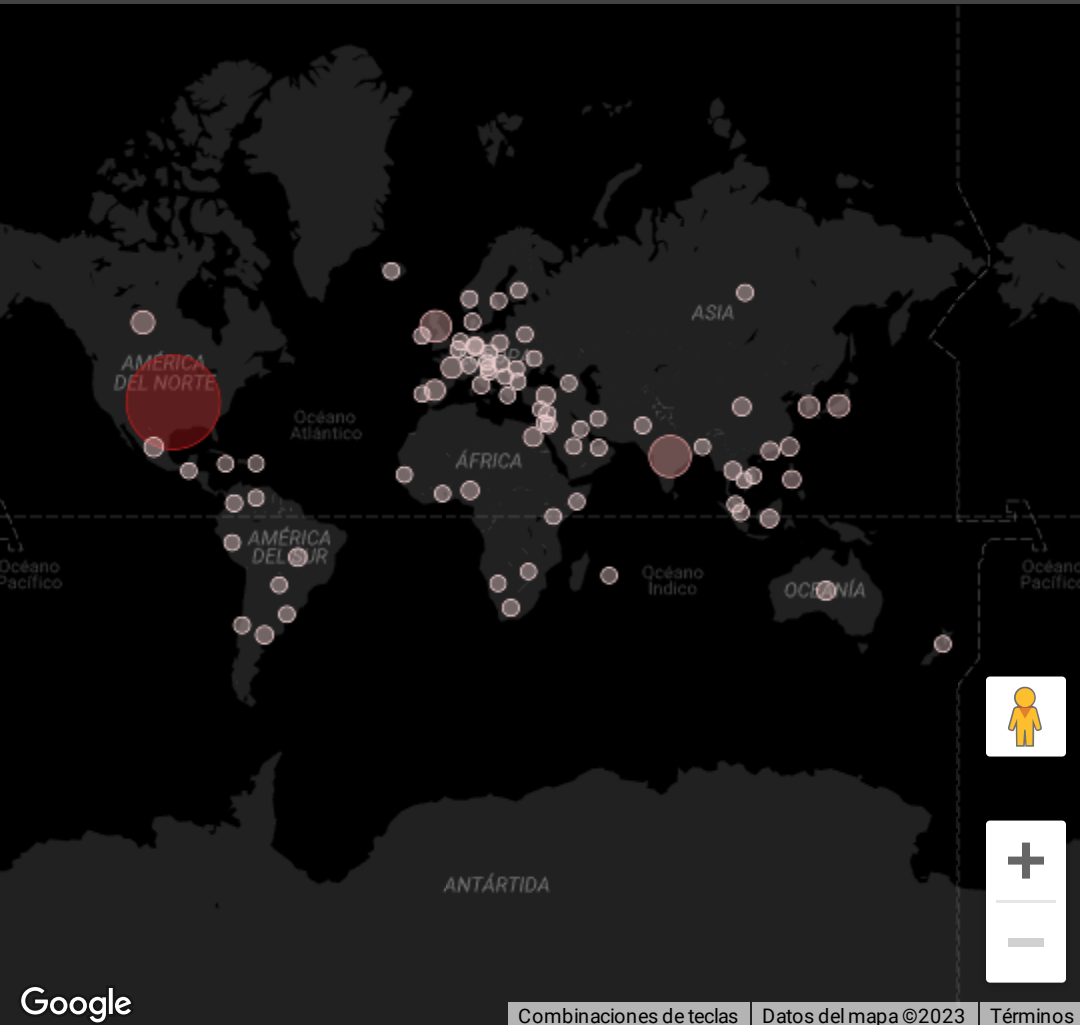 ASIA
AMÉRICA
DEL NORTE
Océano
Atlántico
ÁFRICA
AMÉRICA
DEL SUR
Océano
Pacífico
Océano
Índico
OCEANÍA
Océano
Pacífico
ANTÁRTIDA
Google
Combinaciones de teclas
Datos del mapa ©2023
Términos